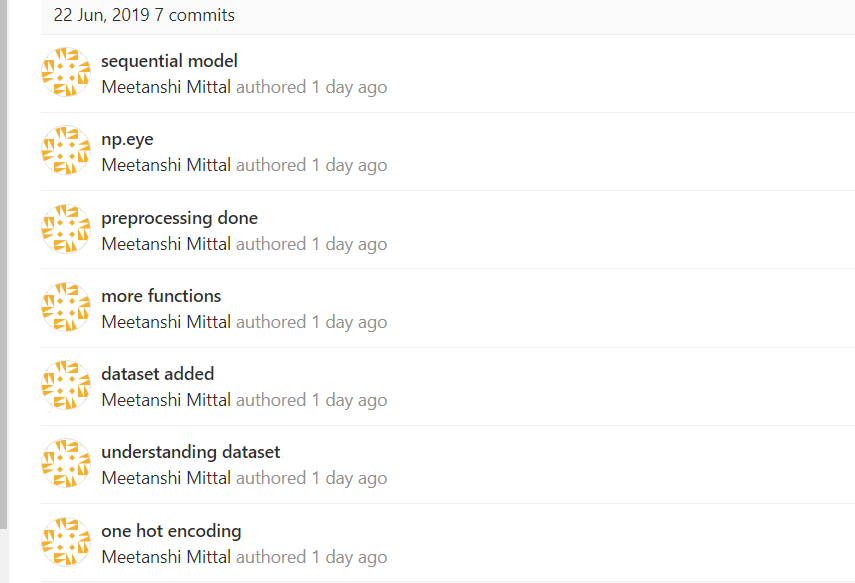 22 Jun, 2019 7 commits
sequential model
Meetanshi Mittal authored 1 day ago
np.eye
Meetanshi Mittal authored 1 day ago
preprocessing done
Meetanshi Mittal authored 1 day ago
more functions
Meetanshi Mittal authored 1 day ago
dataset added
Meetanshi Mittal authored 1 day ago
understanding dataset
Meetanshi Mittal authored 1 day ago
one hot encoding
Meetanshi Mittal authored 1 day ago